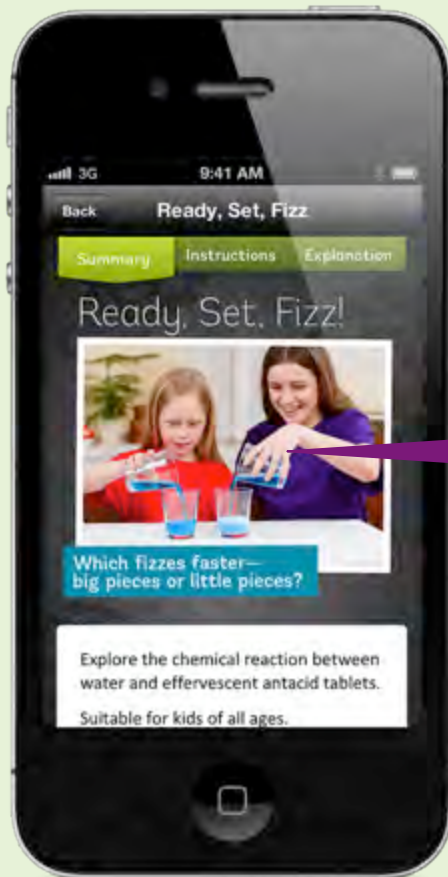 3G 9:41 AM
Back Ready, Set, Fizz
Summary Instructions Explanation
Ready, Set, Fizz!
Which fizzes faster—
big pieces or little pieces?
Explore the chemical reaction between
water and effervescent antacid tablets.
Suitable for kids of all ages.